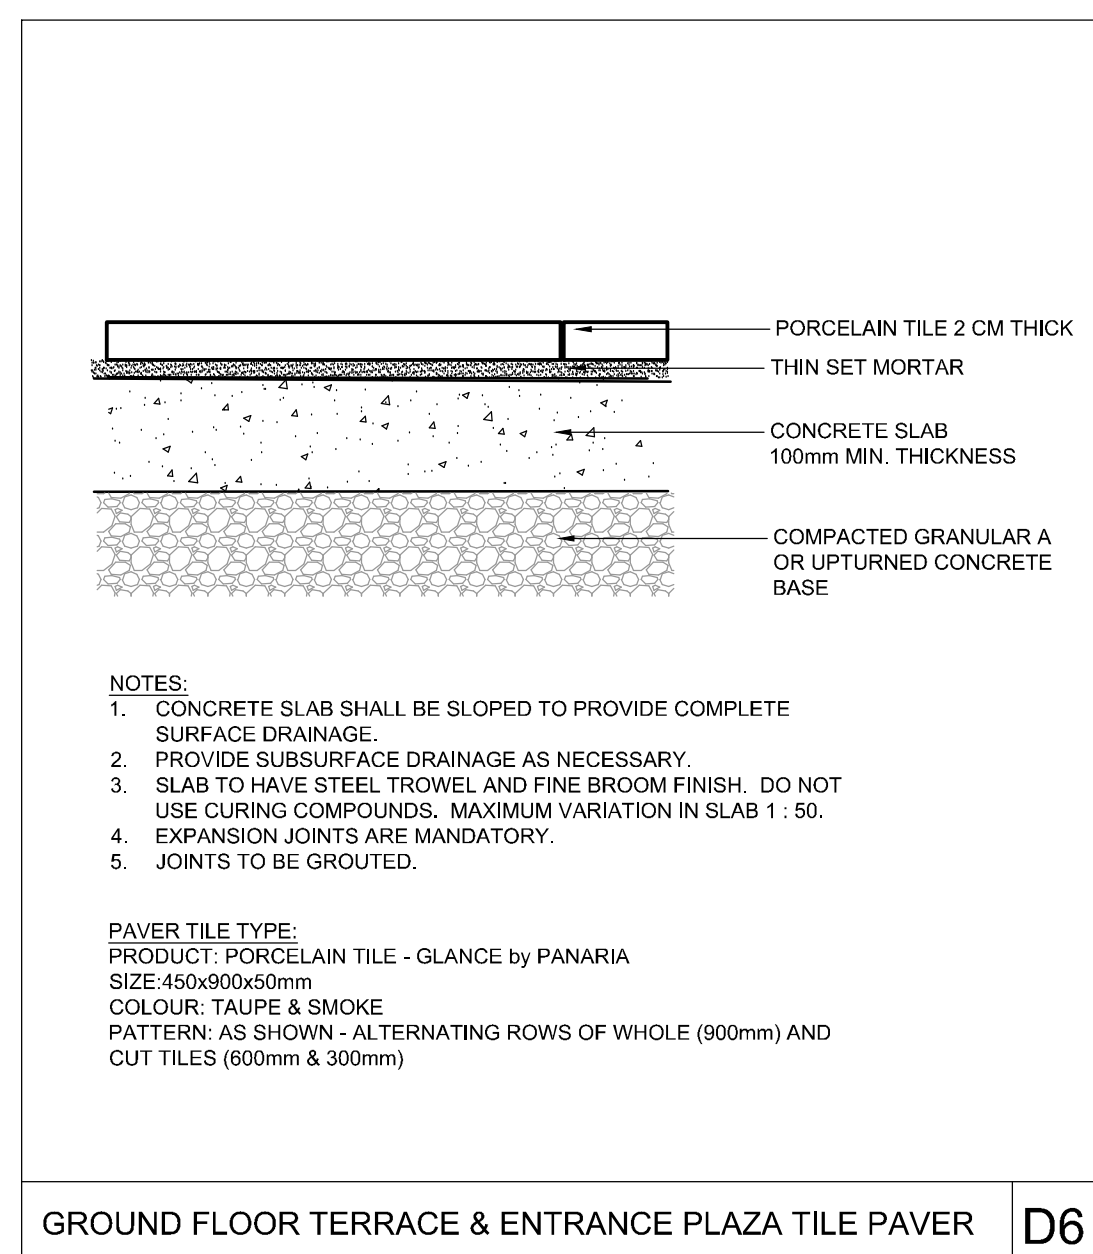 PORCELAIN TILE 2 CM THICK
THIN SET MORTAR
CONCRETE SLAB
100mm MIN. THICKNESS
COMPACTED GRANULAR A
OR UPTURNED CONCRETE
BASE
NOTES:
1. CONCRETE SLAB SHALL BE SLOPED TO PROVIDE COMPLETE
SURFACE DRAINAGE.
2. PROVIDE SUBSURFACE DRAINAGE AS NECESSARY.
3. SLAB TO HAVE STEEL TROWEL AND FINE BROOM FINISH. DO NOT
USE CURING COMPOUNDS. MAXIMUM VARIATION IN SLAB 1 : 50.
4. EXPANSION JOINTS ARE MANDATORY.
5. JOINTS TO BE GROUTED.
PAVER TILE TYPE:
PRODUCT: PORCELAIN TILE - GLANCE by PANARIA
SIZE:450x900x50mm
COLOUR: TAUPE & SMOKE
PATTERN: AS SHOWN - ALTERNATING ROWS OF WHOLE (900mm) AND
CUT TILES (600mm & 300mm)
GROUND FLOOR TERRACE & ENTRANCE PLAZA TILE PAVER
D6